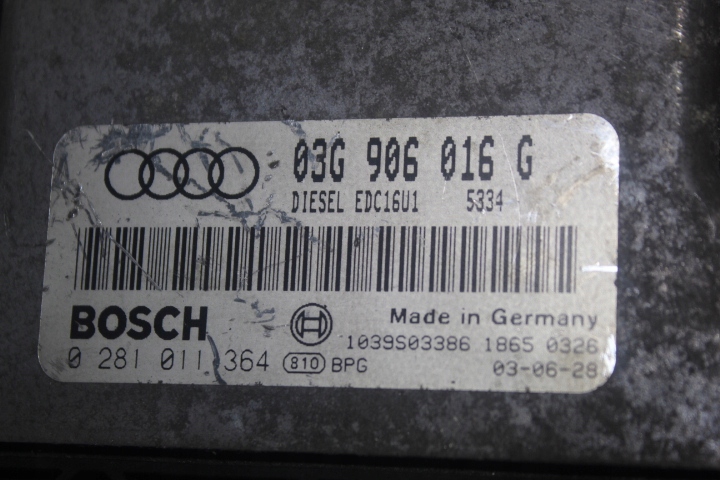 03G 906 016 G
DIESEL EDC16U1 5334
BOSCH
Made in Germany
1039S03386 1865 0326
0 281 011 364 810 BPG
03-06-28